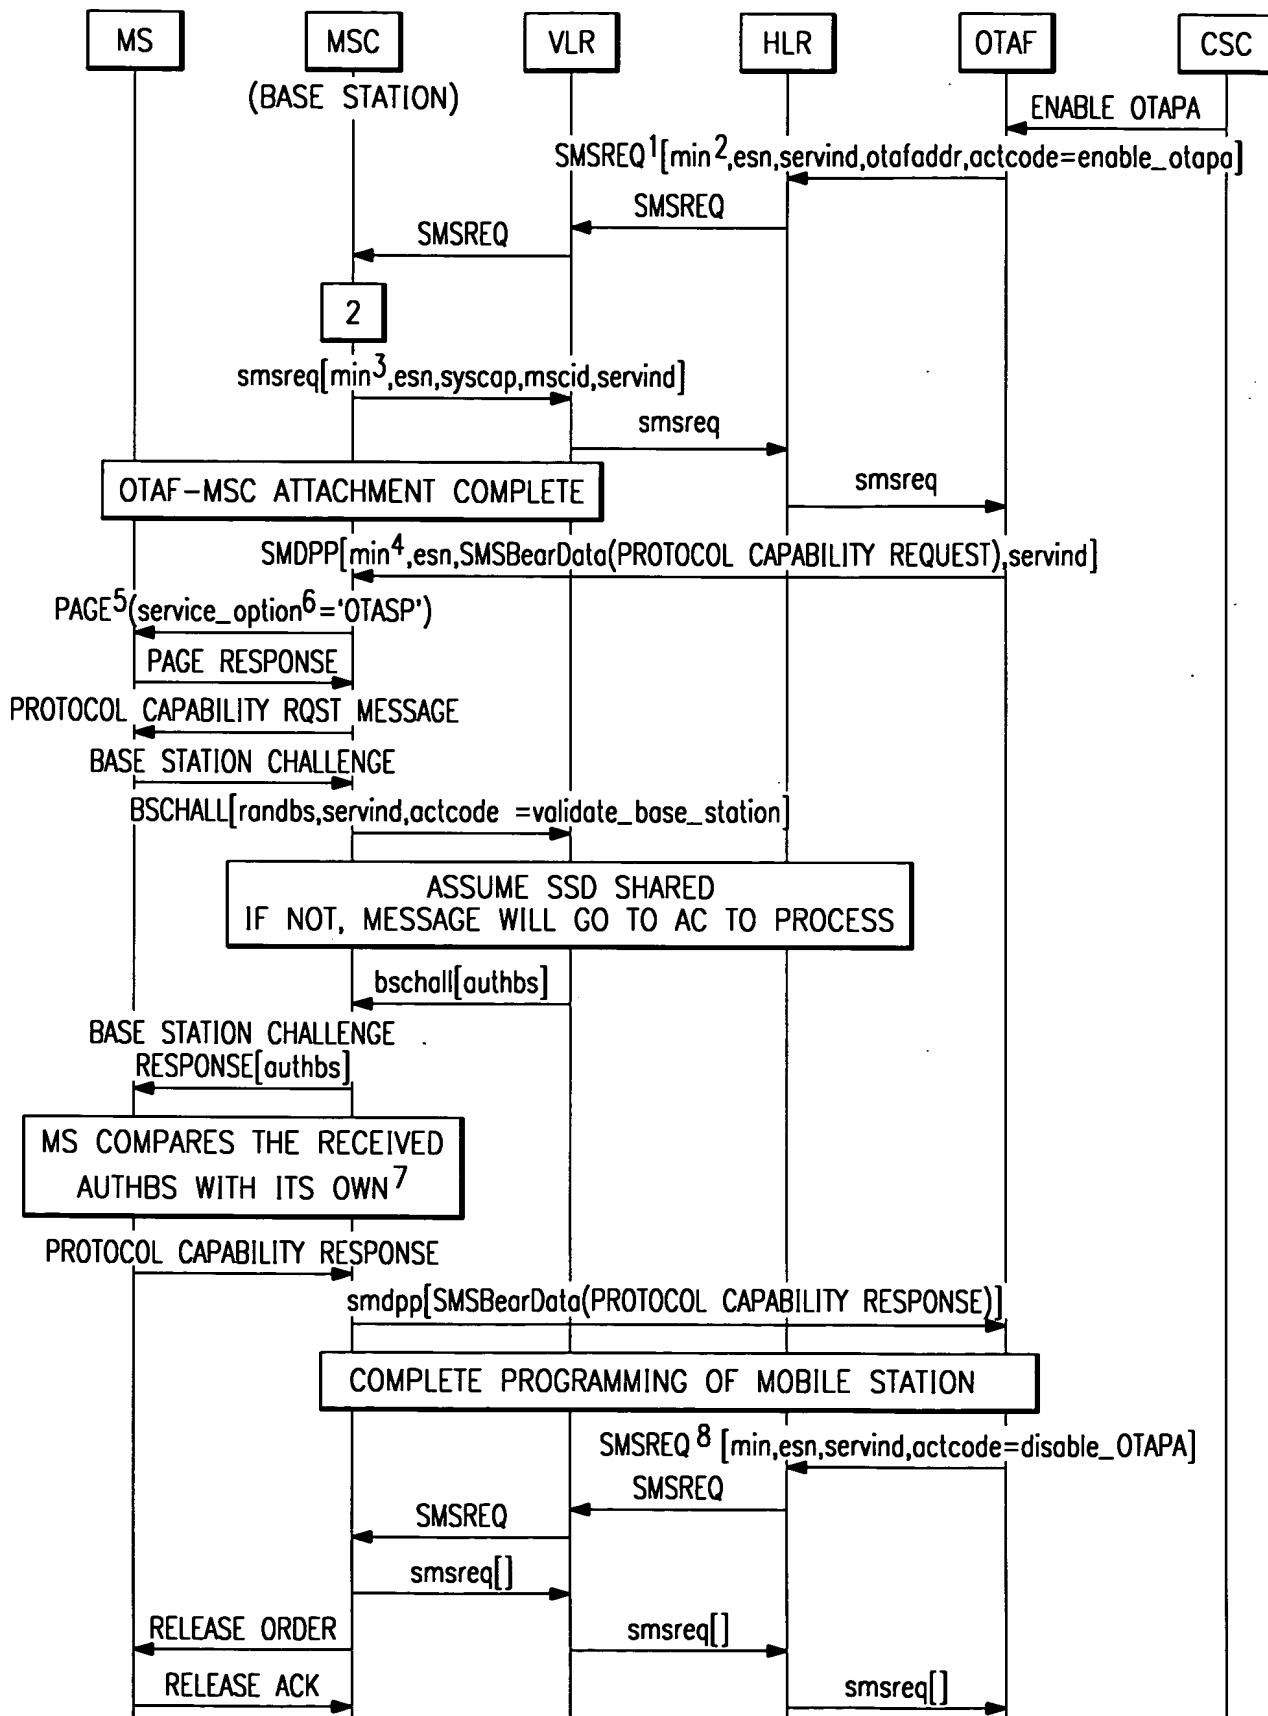 MS MSC VLR HLR OTAF CSC
(BASE STATION)
ENABLE OTAPA
SMSREQ¹[min²,esn,servind,otafaddr,actcode=enable_otapa]
SMSREQ
SMSREQ
2
smsreq[min³,esn,syscap,mscid,servind]
smsreq
OTAF-MSC ATTACHMENT COMPLETE
smsreq
SMDPP[min⁴,esn,SMSBearData(PROTOCOL CAPABILITY REQUEST),servind]
PAGE⁵(service_option⁶='OTASP')
PAGE RESPONSE
PROTOCOL CAPABILITY RQST MESSAGE
BASE STATION CHALLENGE
BSCHALL[randbs,servind,actcode =validate_base_station]
ASSUME SSD SHARED
IF NOT, MESSAGE WILL GO TO AC TO PROCESS
bschall[authbs]
BASE STATION CHALLENGE
RESPONSE[authbs]
MS COMPARES THE RECEIVED
AUTHBS WITH ITS OWN⁷
PROTOCOL CAPABILITY RESPONSE
smdpp[SMSBearData(PROTOCOL CAPABILITY RESPONSE)]
COMPLETE PROGRAMMING OF MOBILE STATION
SMSREQ⁸ [min,esn,servind,actcode=disable_OTAPA]
SMSREQ
SMSREQ
smsreq[]
RELEASE ORDER
smsreq[]
RELEASE ACK
smsreq[]